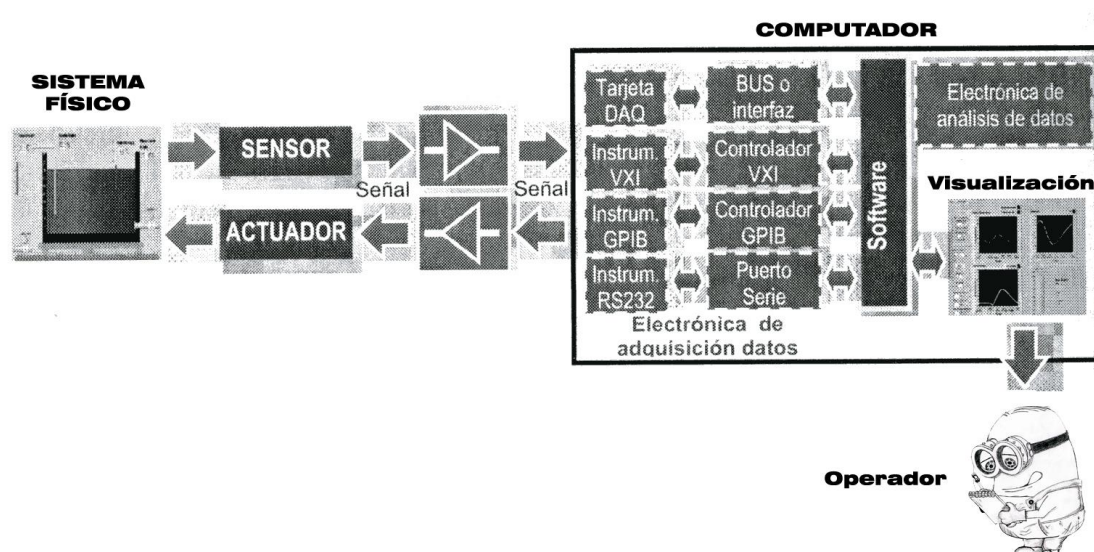 COMPUTADOR
SISTEMA
FÍSICO
SENSOR
ACTUADOR
Señal
Señal
Tarjeta
DAQ
BUS o
interfaz
Instrum.
VXI
Controlador
VXI
Instrum.
GPIB
Controlador
GPIB
Instrum.
RS232
Puerto
Serie
Electrónica de
adquisición datos
Software
Electrónica de
análisis de datos
Visualización
Operador